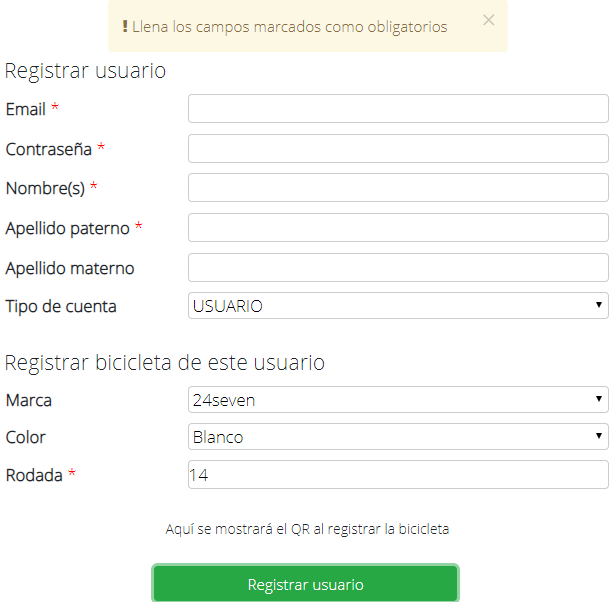 ! Llena los campos marcados como obligatorios ×
Registrar usuario
Email *
Contraseña *
Nombre(s) *
Apellido paterno *
Apellido materno
Tipo de cuenta USUARIO
Registrar bicicleta de este usuario
Marca 24seven
Color Blanco
Rodada * 14
Aquí se mostrará el QR al registrar la bicicleta
Registrar usuario